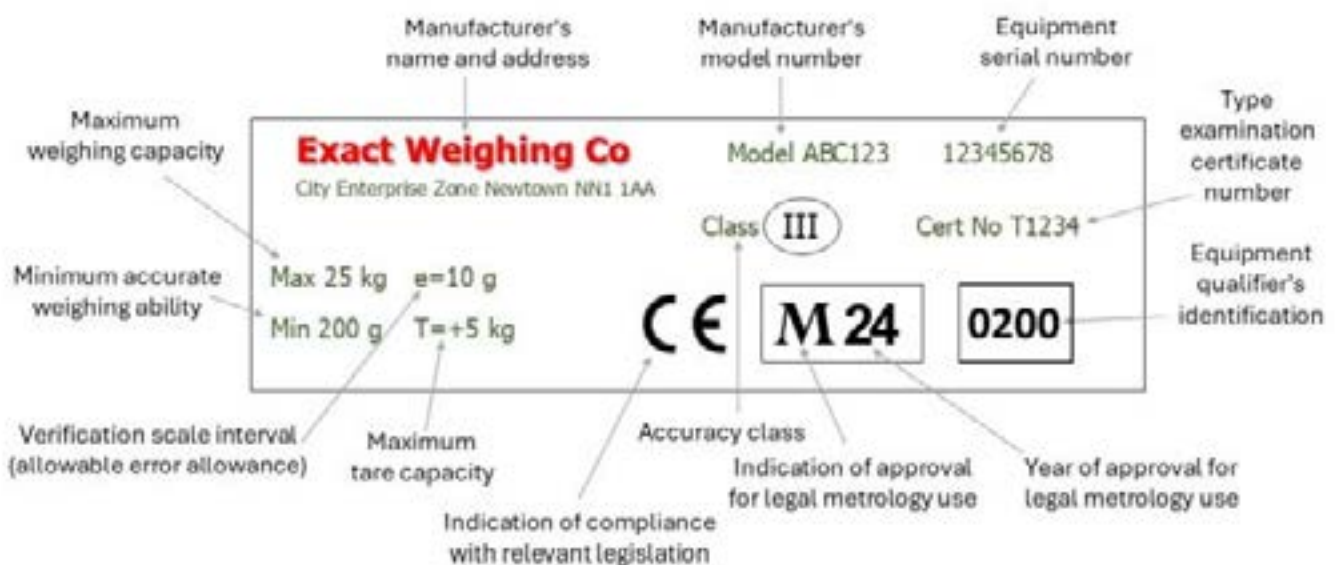 Manufacturer's
name and address
Manufacturer's
model number
Equipment
serial number
Type
examination
certificate
number
Maximum
weighing capacity
Exact Weighing Co
City Enterprise Zone Newtown NN1 1AA
Model ABC123
12345678
Class III
Cert No T1234
Minimum accurate
weighing ability
Max 25 kg e=10 g
Min 200 g T=+5 kg
CE
M 24
0200
Equipment
qualifier's
identification
Verification scale interval
(allowable error allowance)
Maximum
tare capacity
Indication of compliance
with relevant legislation
Accuracy class
Indication of approval
for legal metrology use
Year of approval for
legal metrology use